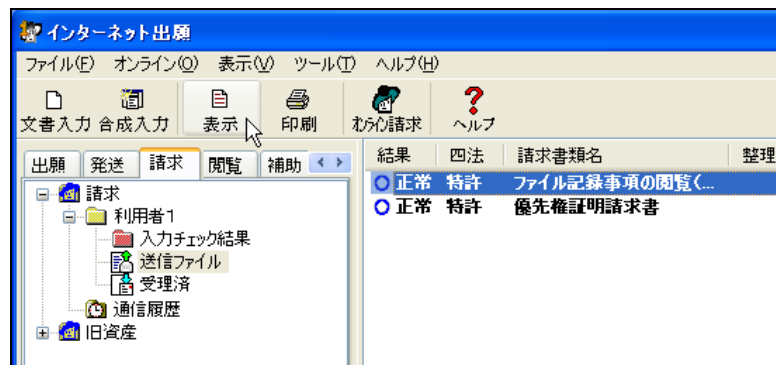 インターネット出願
ファイル(F) オンライン(O) 表示(V) ツール(T) ヘルプ(H)
文書入力 合成入力 表示 印刷 オンライン請求 ヘルプ
出願 発送 請求 閲覧 補助
結果 四法 請求書類名 整理
請求
利用者1
入力チェック結果
送信ファイル
受理済
通信履歴
旧資産
正常 特許 ファイル記録事項の閲覧(...
正常 特許 優先権証明請求書